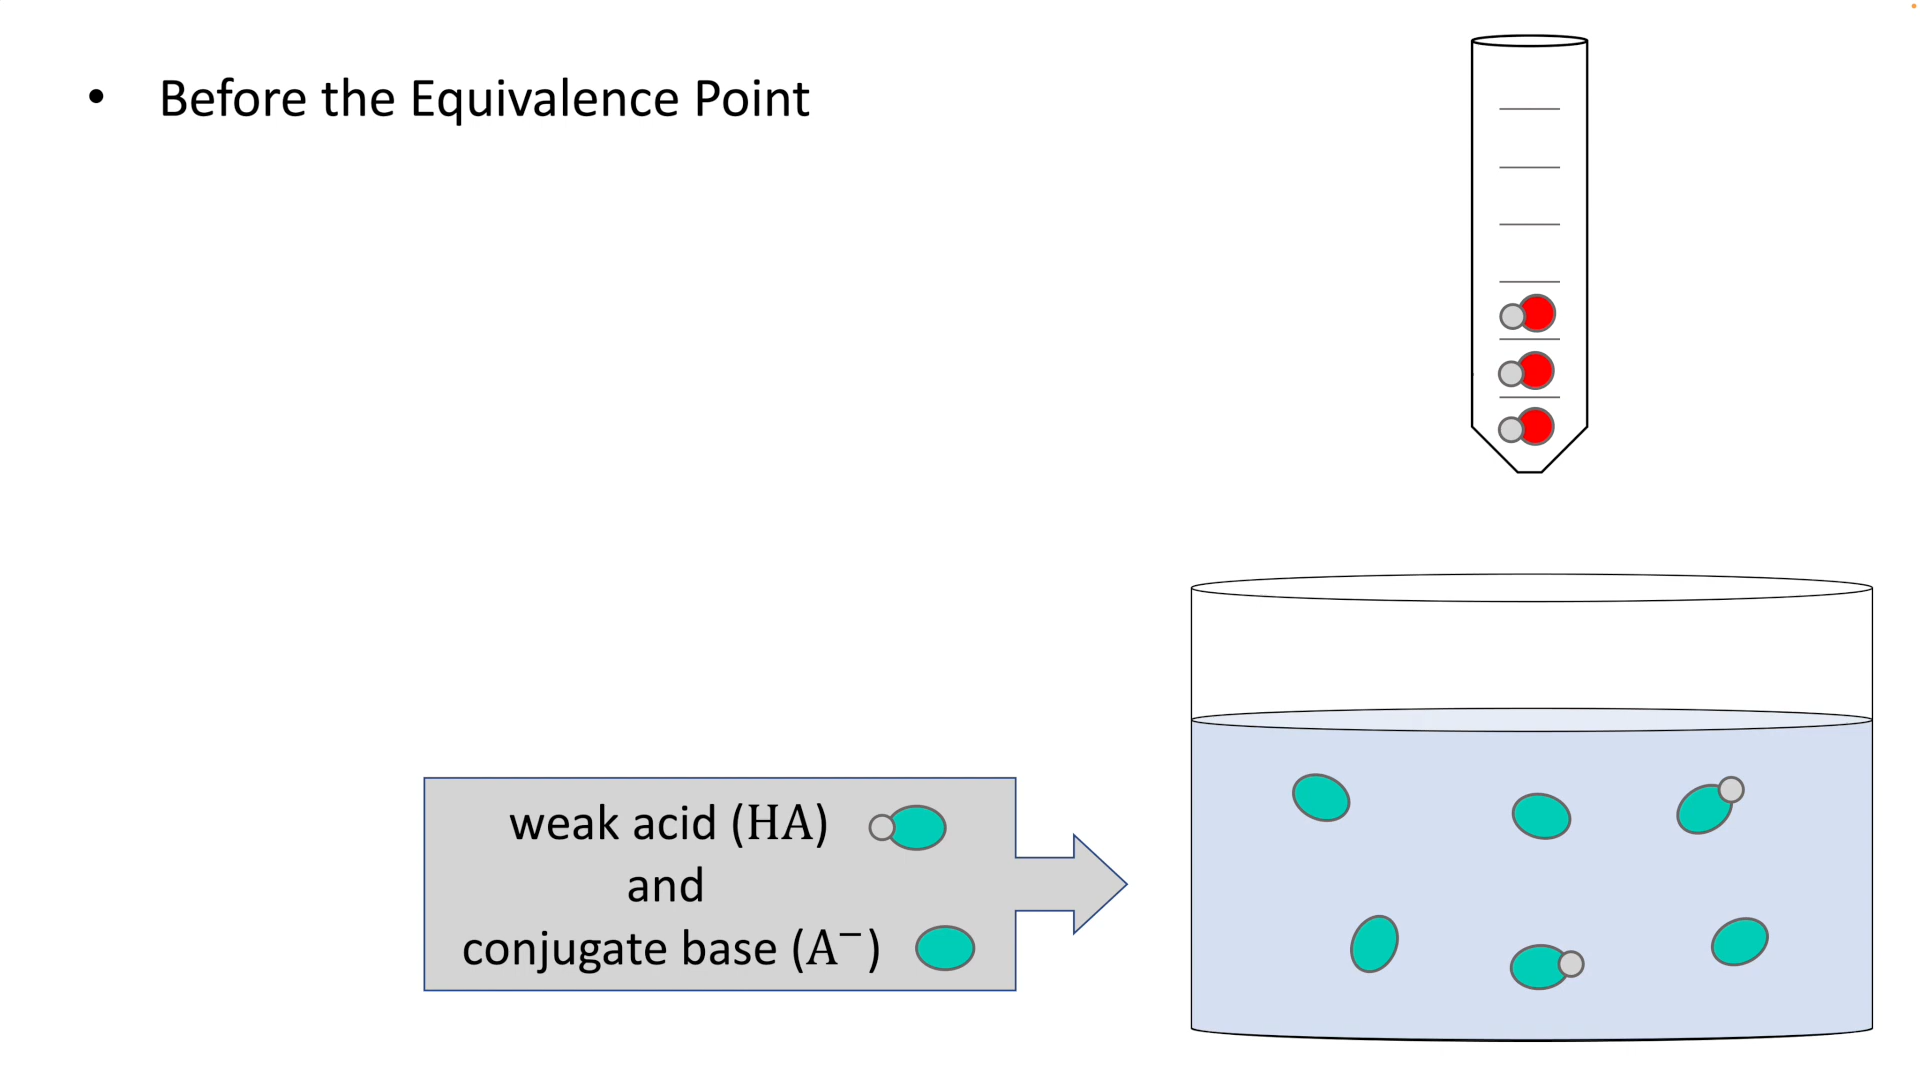 • Before the Equivalence Point
weak acid (HA)
and
conjugate base (A⁻)